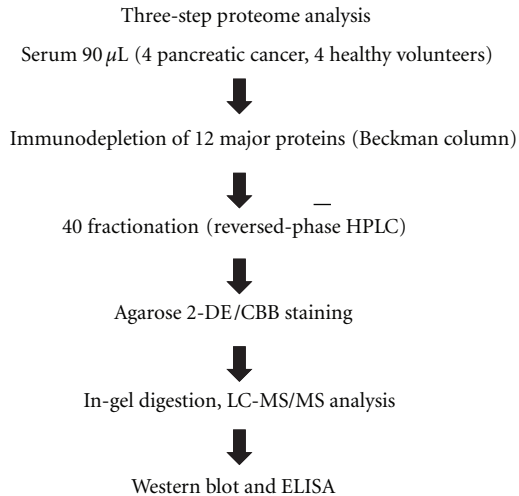 Three-step proteome analysis
Serum 90 μL (4 pancreatic cancer, 4 healthy volunteers)
Immunodepletion of 12 major proteins (Beckman column)
40 fractionation (reversed-phase HPLC)
Agarose 2-DE/CBB staining
In-gel digestion, LC-MS/MS analysis
Western blot and ELISA